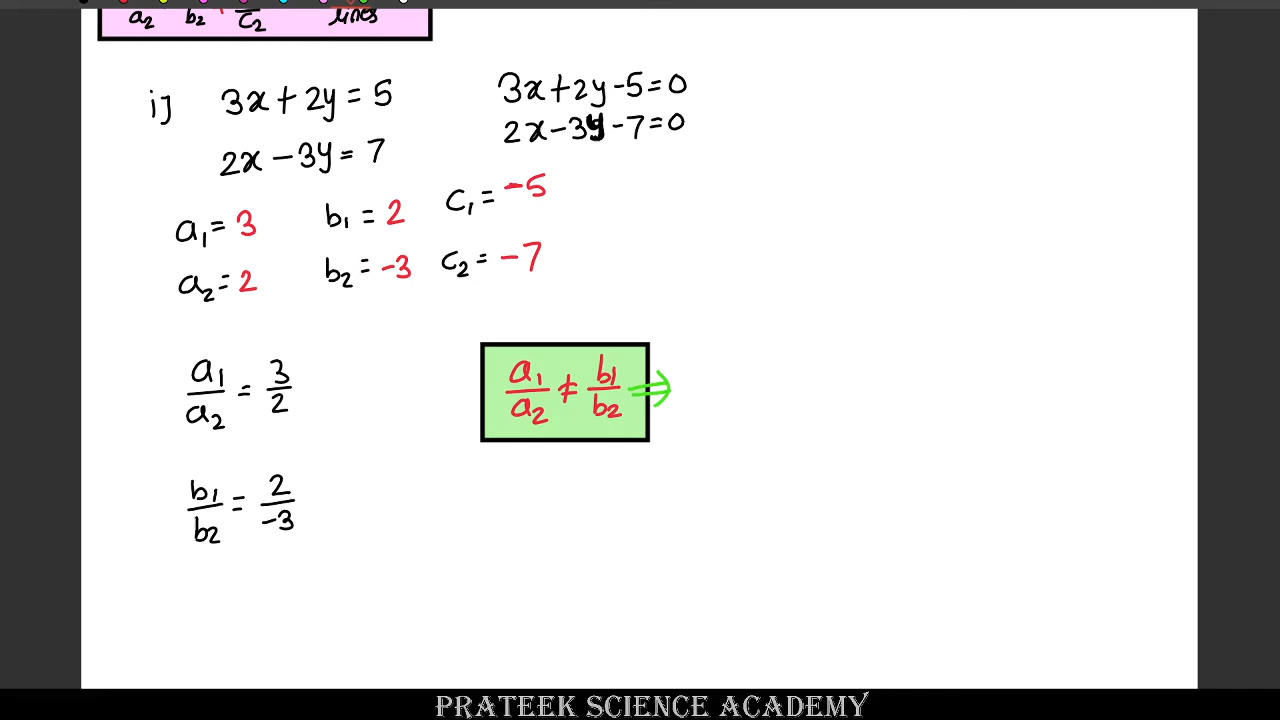 a₂ b₂ c₂ lines
i] 3x + 2y = 5
2x - 3y = 7
3x + 2y - 5 = 0
2x - 3y - 7 = 0
a₁ = 3 b₁ = 2 c₁ = -5
a₂ = 2 b₂ = -3 c₂ = -7
a₁/a₂ = 3/2
a₁/a₂ ≠ b₁/b₂ ⇒
b₁/b₂ = 2/-3
PRATEEK SCIENCE ACADEMY